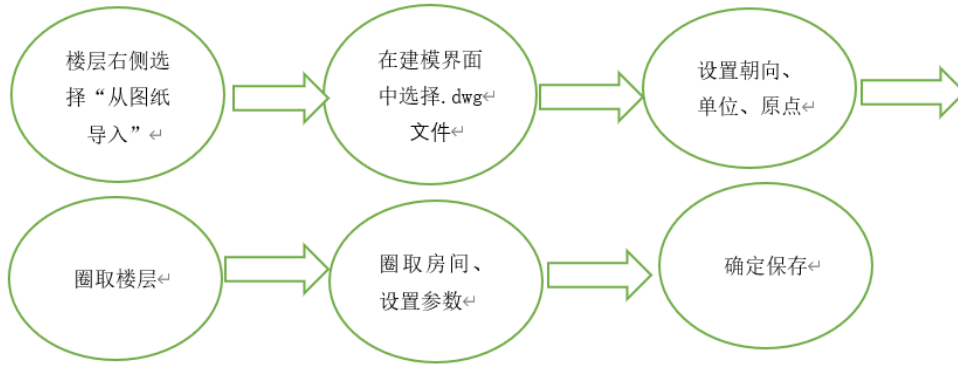 楼层右侧选
择“从图纸
导入”↵
在建模界面
中选择.dwg↵
文件↵
设置朝向、
单位、原点↵
圈取楼层↵
圈取房间、
设置参数↵
确定保存↵